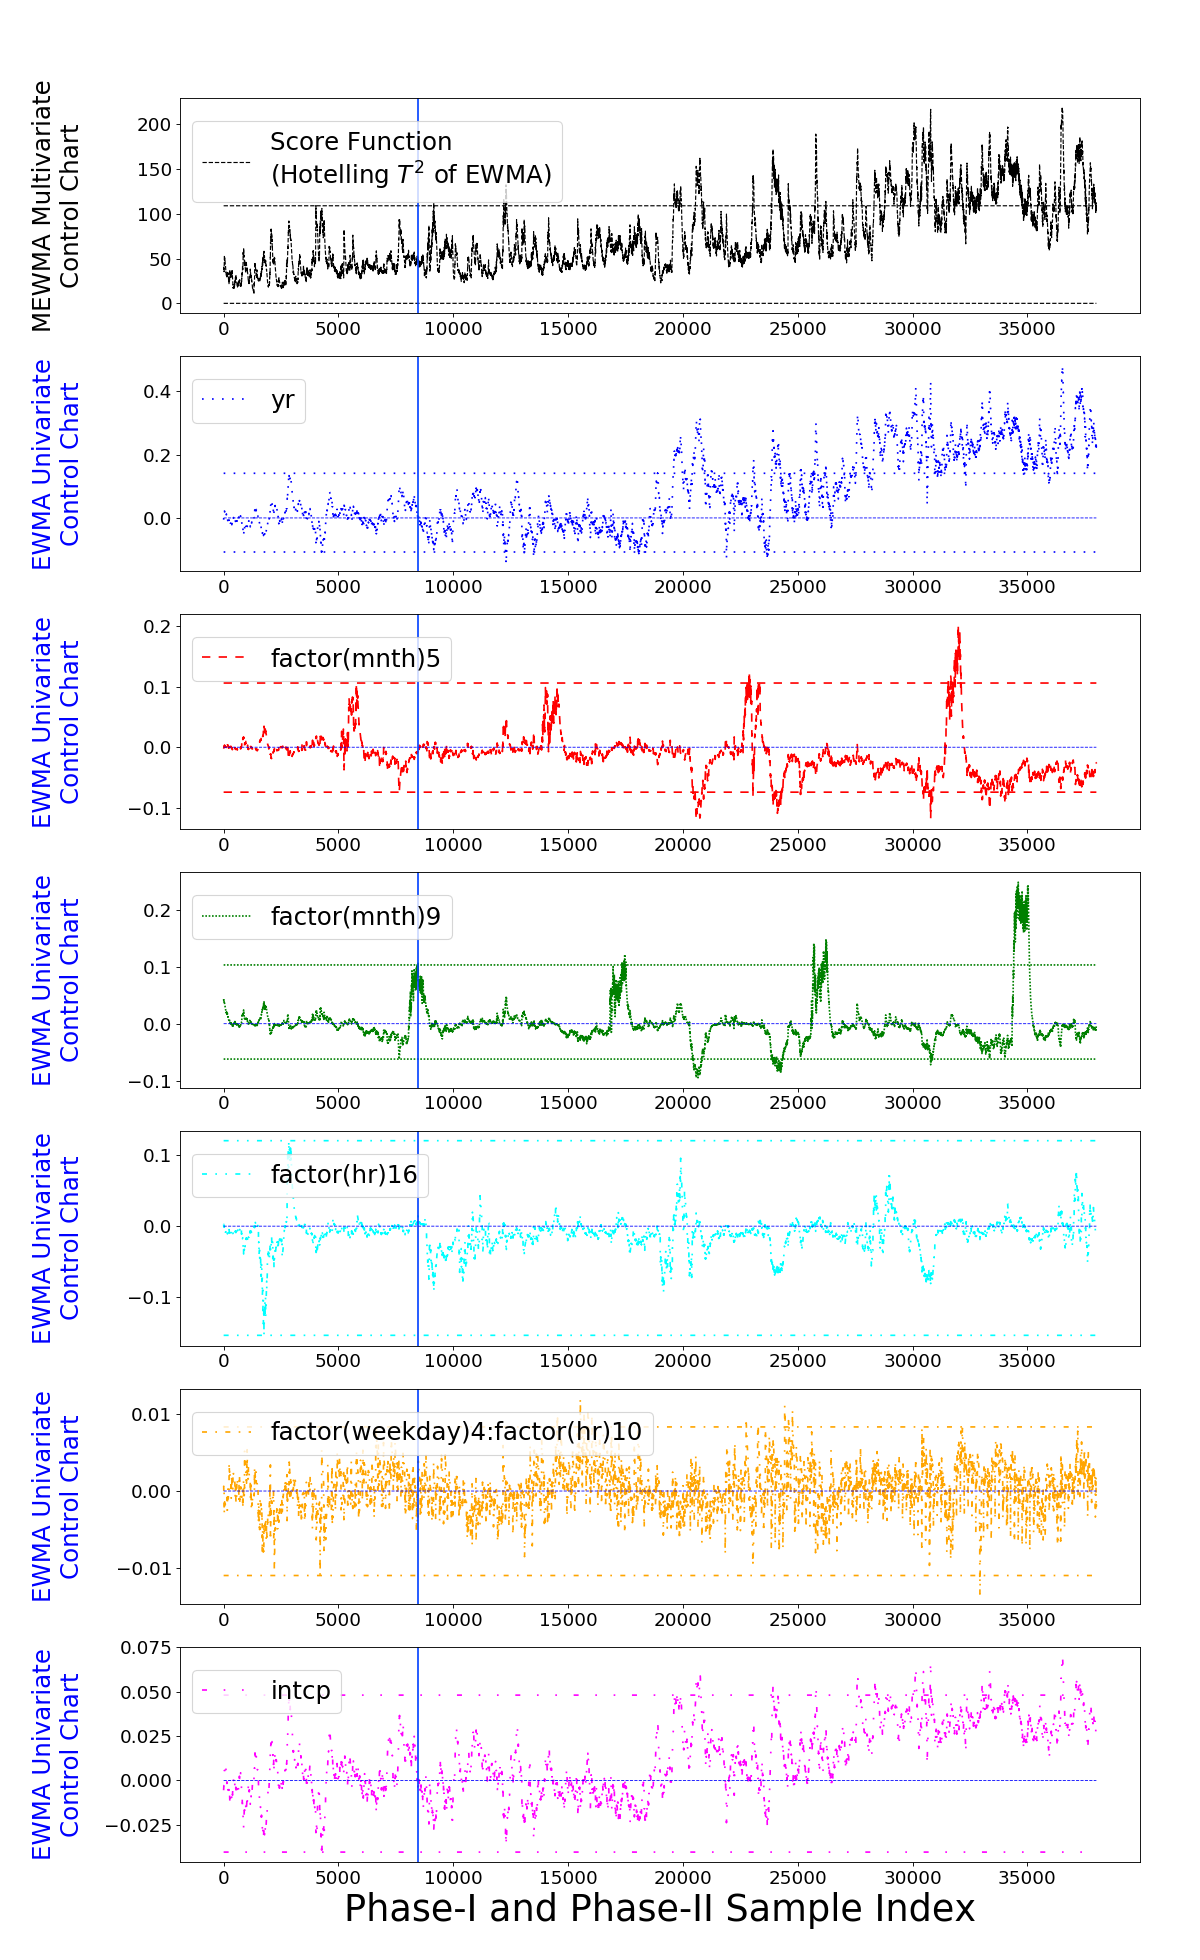 MEWMA Multivariate
Control Chart
200
150
100
50
0
Score Function
(Hotelling T² of EWMA)
0 5000 10000 15000 20000 25000 30000 35000
EWMA Univariate
Control Chart
0.4
0.2
0.0
yr
0 5000 10000 15000 20000 25000 30000 35000
EWMA Univariate
Control Chart
0.2
0.1
0.0
−0.1
factor(mnth)5
0 5000 10000 15000 20000 25000 30000 35000
EWMA Univariate
Control Chart
0.2
0.1
0.0
−0.1
factor(mnth)9
0 5000 10000 15000 20000 25000 30000 35000
EWMA Univariate
Control Chart
0.1
0.0
−0.1
factor(hr)16
0 5000 10000 15000 20000 25000 30000 35000
EWMA Univariate
Control Chart
0.01
0.00
−0.01
factor(weekday)4:factor(hr)10
0 5000 10000 15000 20000 25000 30000 35000
EWMA Univariate
Control Chart
0.075
0.050
0.025
0.000
−0.025
intcp
0 5000 10000 15000 20000 25000 30000 35000
Phase-I and Phase-II Sample Index